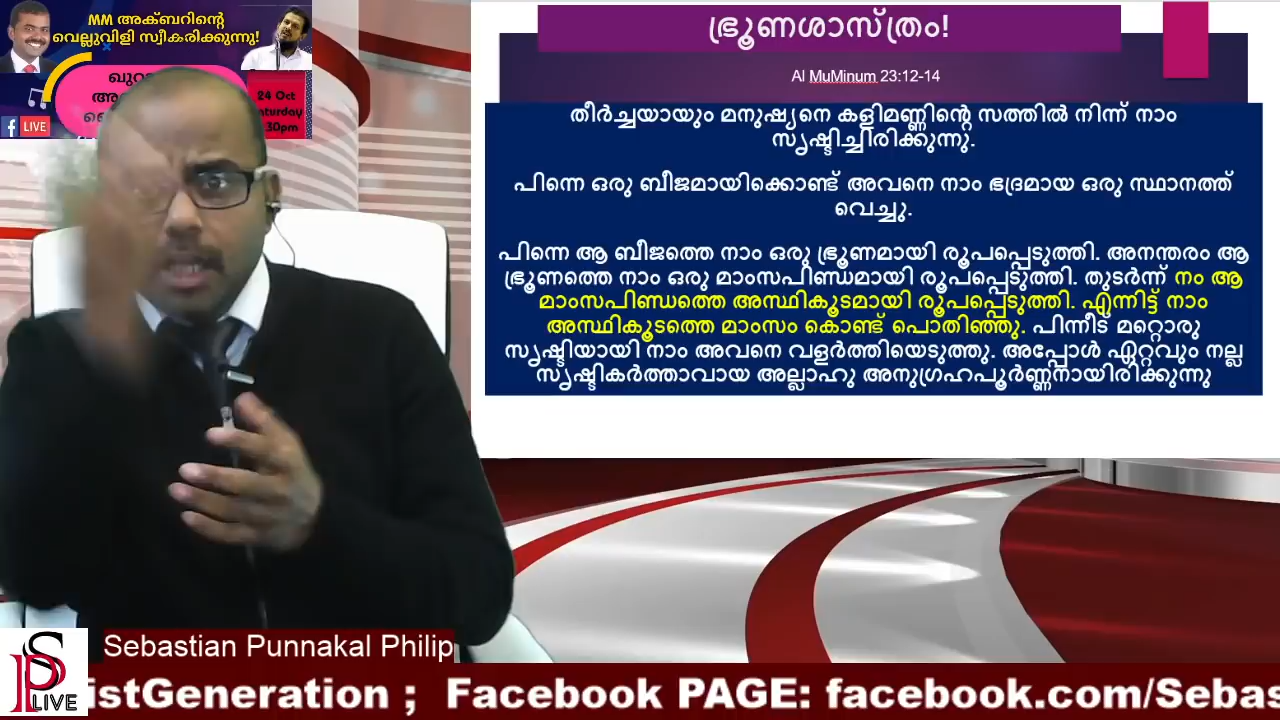 MM അക്ബറിന്റെ
വെല്ലുവിളി സ്വീകരിക്കുന്നു!
24 Oct
30pm
LIVE
ഭ്രൂണശാസ്ത്രം!
Al MuMinum 23:12-14
തീർച്ചയായും മനുഷ്യനെ കളിമണ്ണിന്റെ സത്തിൽ നിന്ന് നാം
സൃഷ്ടിച്ചിരിക്കുന്നു.
പിന്നെ ഒരു ബീജമായിക്കൊണ്ട് അവനെ നാം ഭദ്രമായ ഒരു സ്ഥാനത്ത്
വെച്ചു.
പിന്നെ ആ ബീജത്തെ നാം ഒരു ഭ്രൂണമായി രൂപപ്പെടുത്തി. അനന്തരം ആ
ഭ്രൂണത്തെ നാം ഒരു മാംസപിണ്ഡമായി രൂപപ്പെടുത്തി. തുടർന്ന് നം ആ
മാംസപിണ്ഡത്തെ അസ്ഥികൂടമായി രൂപപ്പെടുത്തി. എന്നിട്ട് നാം
അസ്ഥികൂടത്തെ മാംസം കൊണ്ട് പൊതിഞ്ഞു. പിന്നീട് മറ്റൊരു
സൃഷ്ടിയായി നാം അവനെ വളർത്തിയെടുത്തു. അപ്പോൾ ഏറ്റവും നല്ല
സൃഷ്ടികർത്താവായ അല്ലാഹു അനുഗ്രഹപൂർണ്ണനായിരിക്കുന്നു
Sebastian Punnakal Philip
SP LIVE
istGeneration ; Facebook PAGE: facebook.com/Sebas